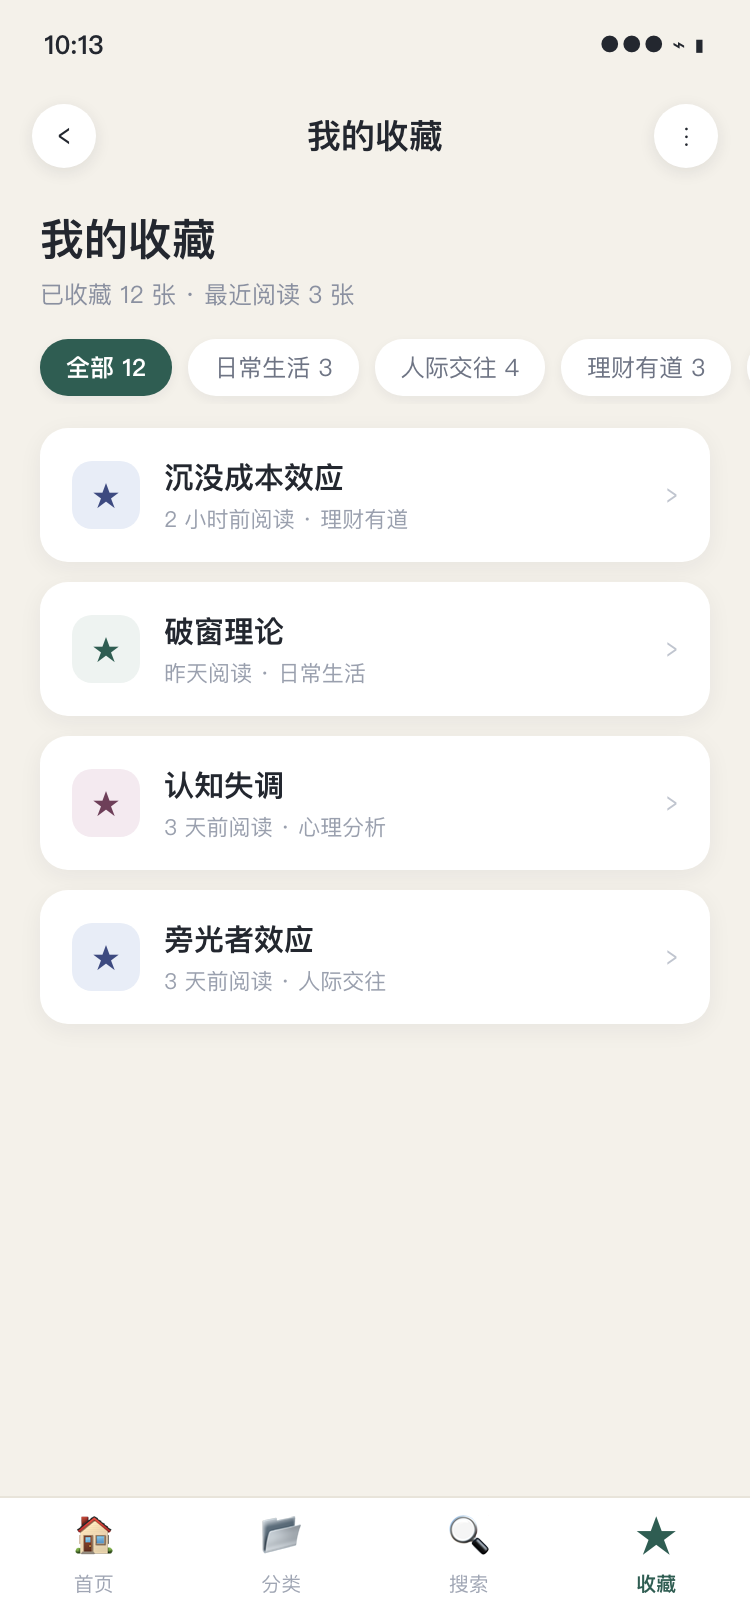 10:13
我的收藏
我的收藏
已收藏 12 张 · 最近阅读 3 张
全部 12 日常生活 3 人际交往 4 理财有道 3
沉没成本效应
2 小时前阅读 · 理财有道
破窗理论
昨天阅读 · 日常生活
认知失调
3 天前阅读 · 心理分析
旁光者效应
3 天前阅读 · 人际交往
首页 分类 搜索 收藏